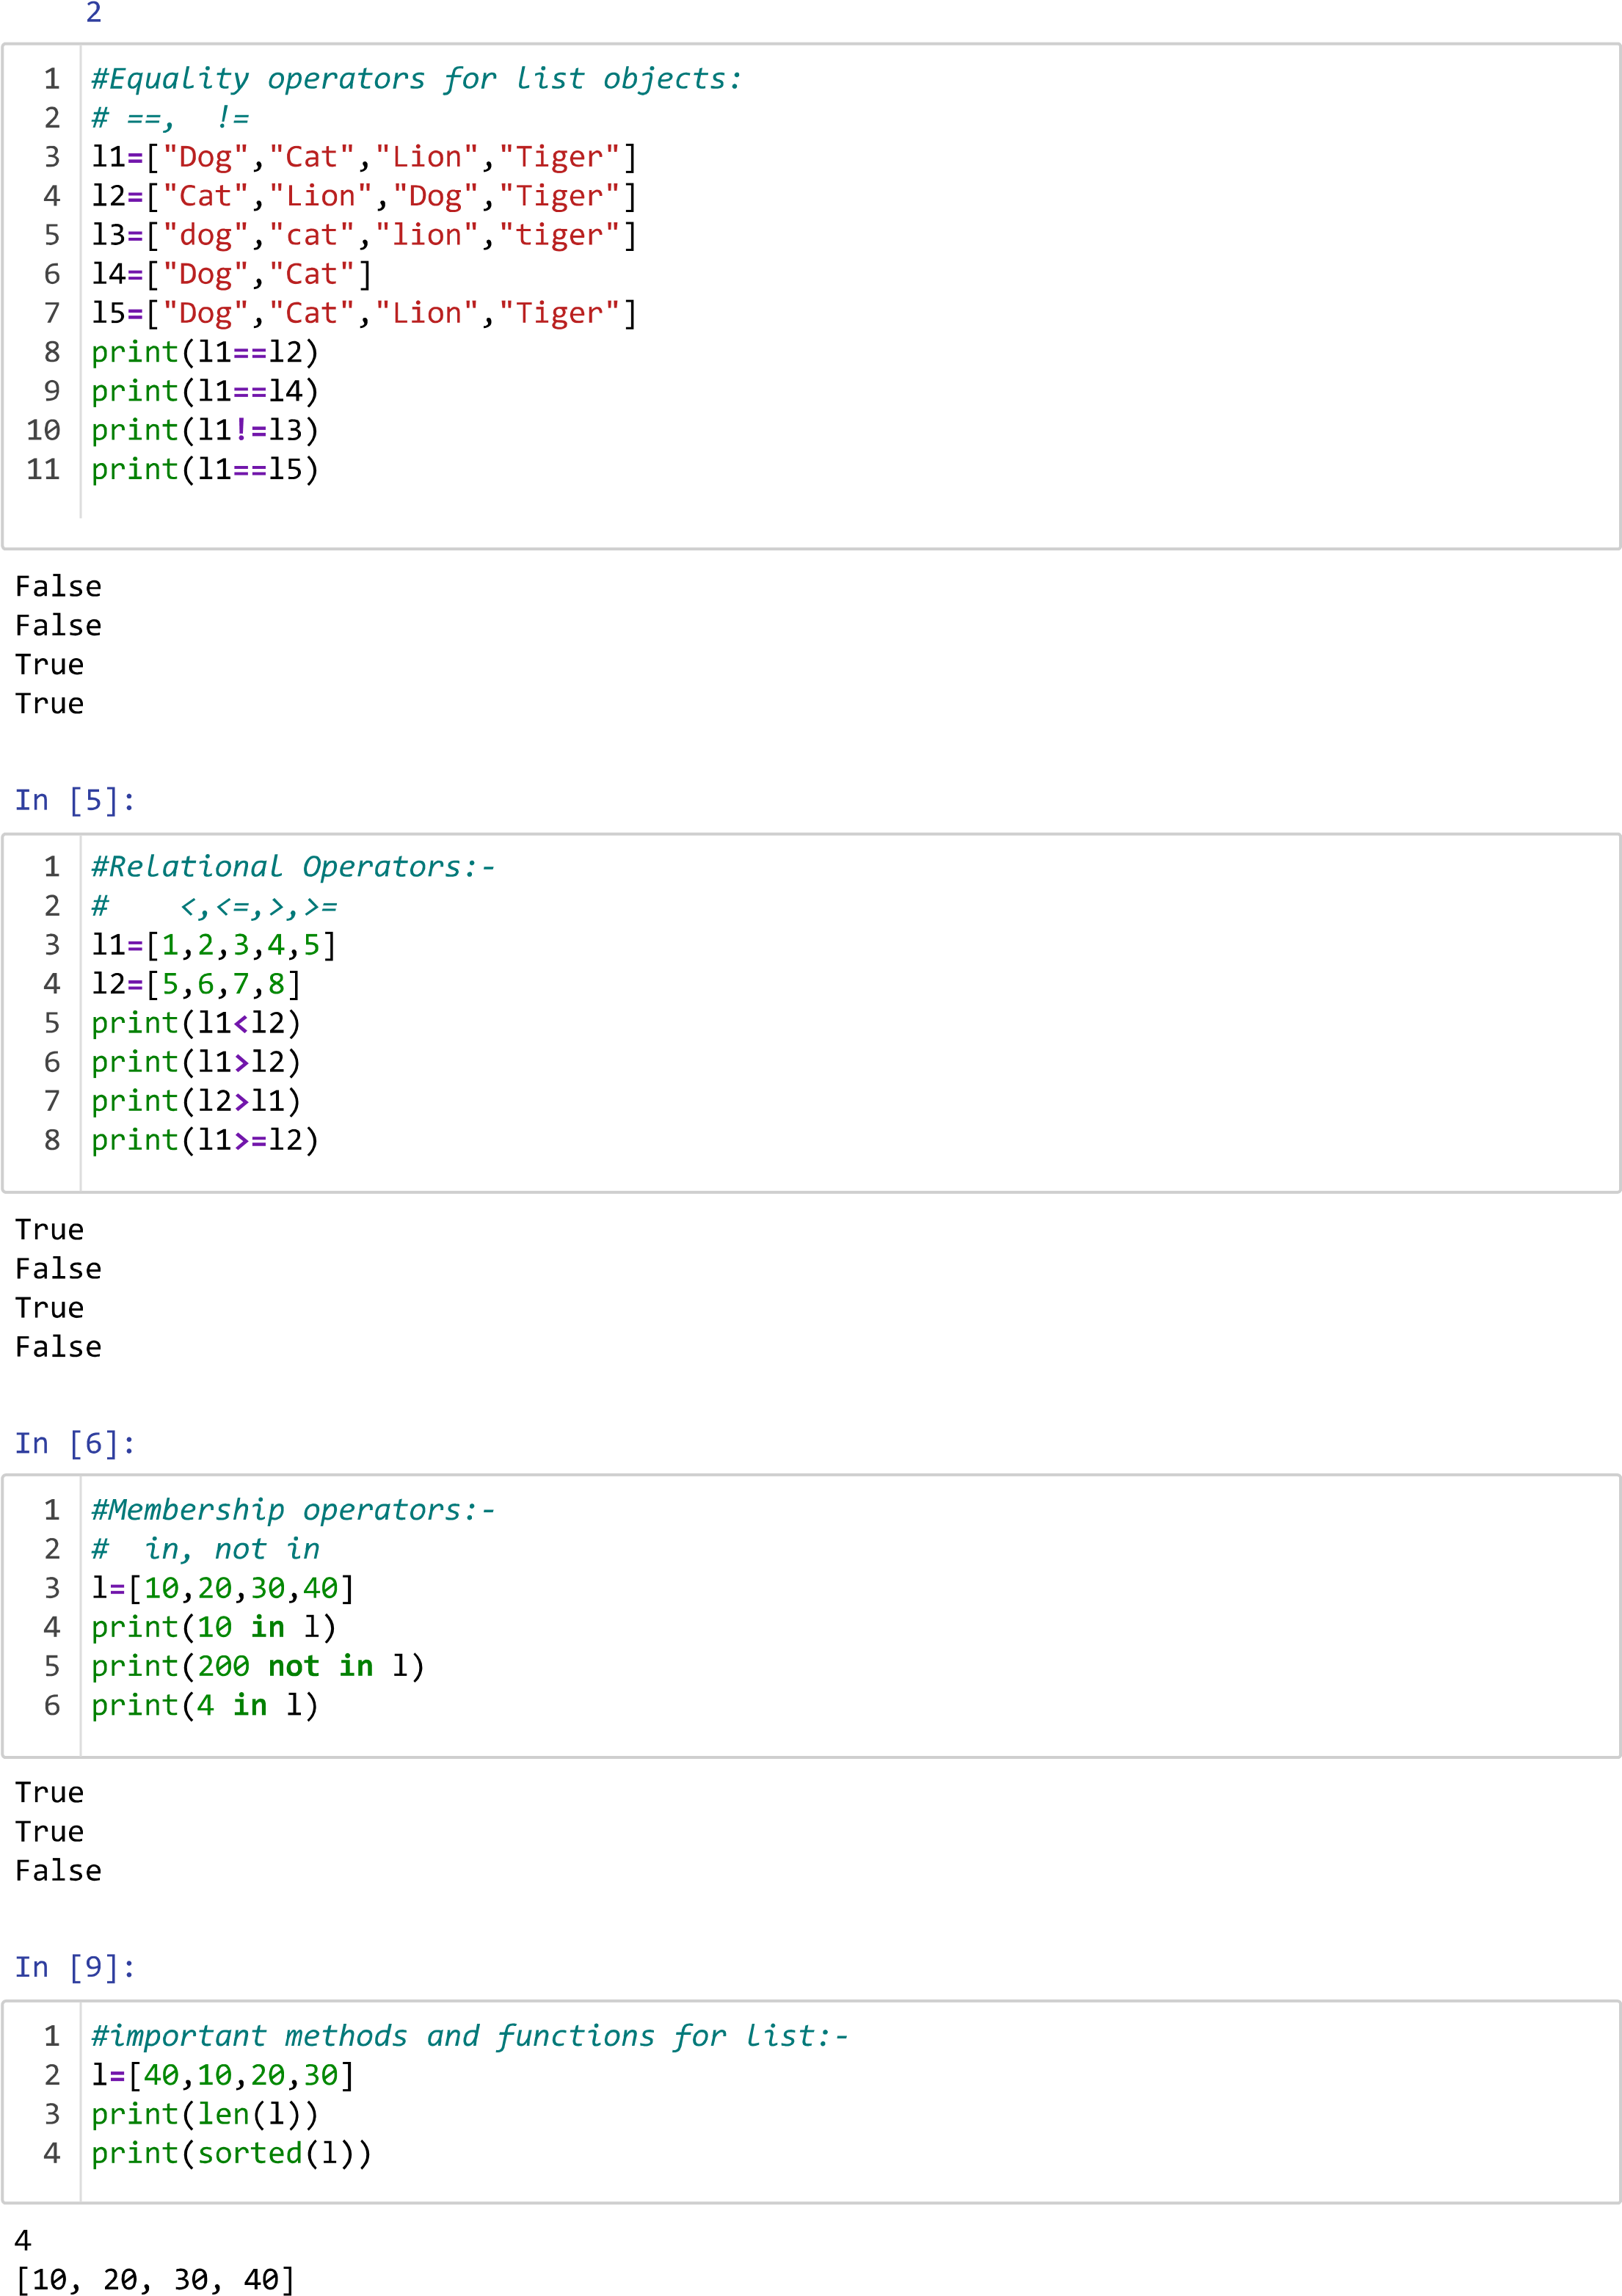 2
1 #Equality operators for list objects:
2 # ==,  !=
3 l1=["Dog","Cat","Lion","Tiger"]
4 l2=["Cat","Lion","Dog","Tiger"]
5 l3=["dog","cat","lion","tiger"]
6 l4=["Dog","Cat"]
7 l5=["Dog","Cat","Lion","Tiger"]
8 print(l1==l2)
9 print(l1==l4)
10 print(l1!=l3)
11 print(l1==l5)
False
False
True
True
In [5]:
1 #Relational Operators:-
2 #    <,<=,>,>=
3 l1=[1,2,3,4,5]
4 l2=[5,6,7,8]
5 print(l1<l2)
6 print(l1>l2)
7 print(l2>l1)
8 print(l1>=l2)
True
False
True
False
In [6]:
1 #Membership operators:-
2 #  in, not in
3 l=[10,20,30,40]
4 print(10 in l)
5 print(200 not in l)
6 print(4 in l)
True
True
False
In [9]:
1 #important methods and functions for list:-
2 l=[40,10,20,30]
3 print(len(l))
4 print(sorted(l))
4
[10, 20, 30, 40]